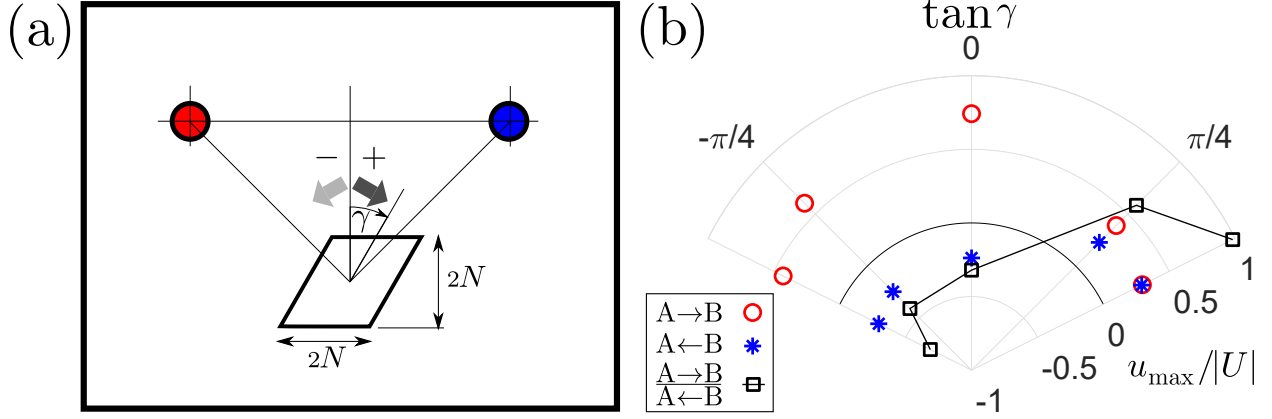 (a)
− +
γ
2N
2N
(b)
tan γ
0
-π/4
π/4
1
0.5
0
-0.5
-1
u_max/|U|
A→B
A←B
A→B
A←B